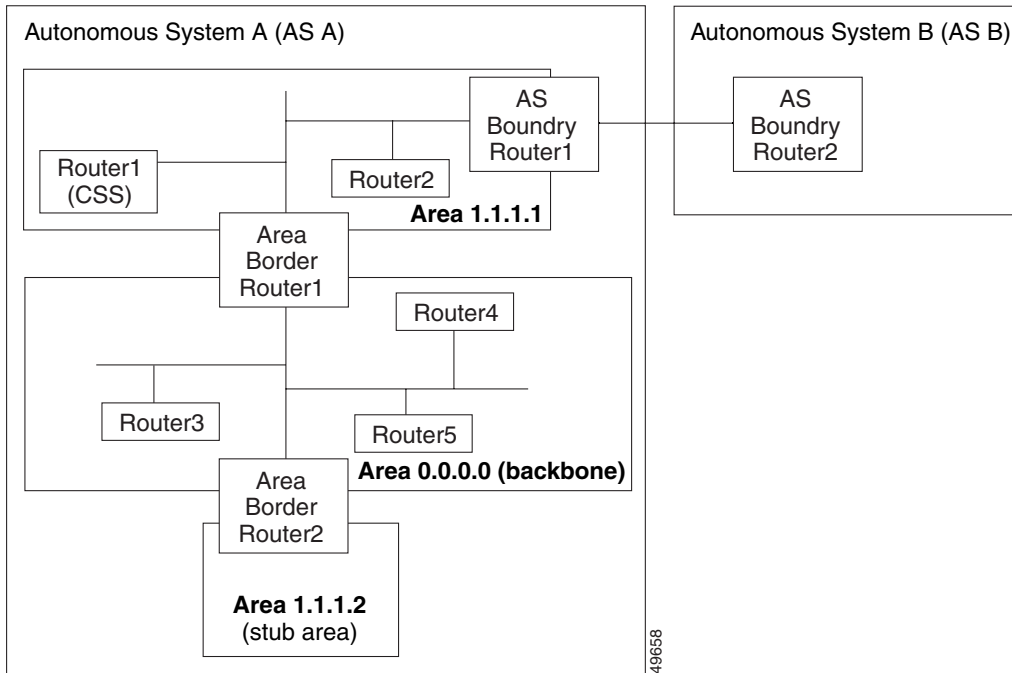 Autonomous System A (AS A)
Autonomous System B (AS B)
AS
Boundry
Router1
AS
Boundry
Router2
Router1
(CSS)
Router2
Area 1.1.1.1
Area
Border
Router1
Router4
Router3
Router5
Area 0.0.0.0 (backbone)
Area
Border
Router2
Area 1.1.1.2
(stub area)
49658